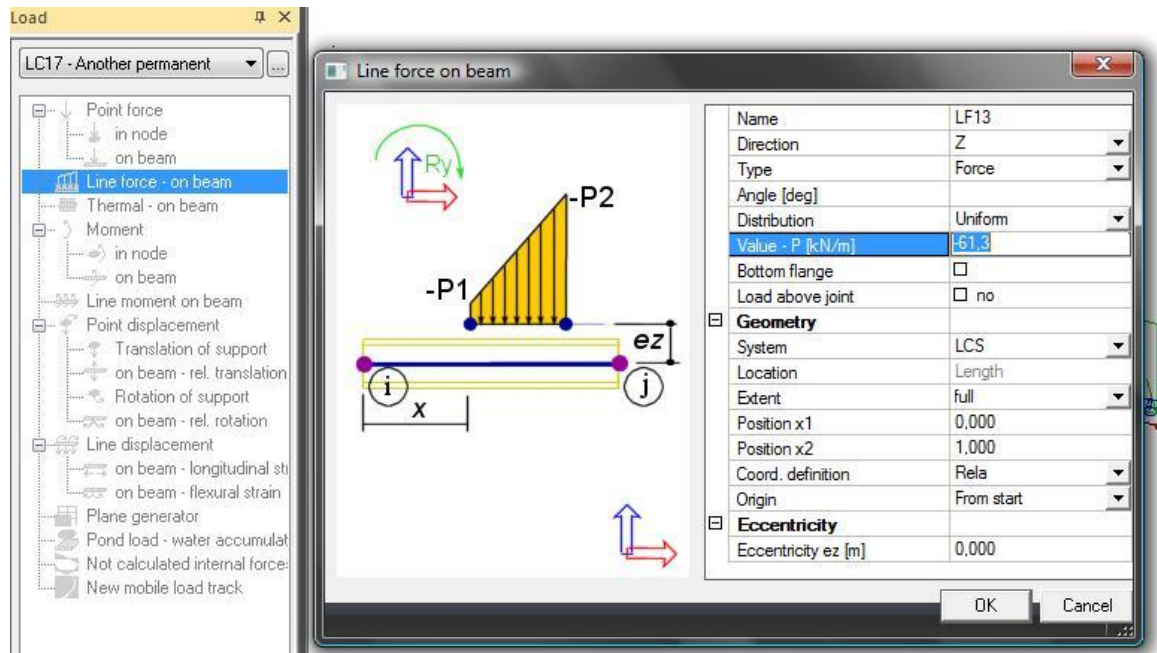 Load
LC17 - Another permanent
...
Point force
in node
on beam
Line force - on beam
Thermal - on beam
Moment
in node
on beam
Line moment on beam
Point displacement
Translation of support
on beam - rel. translation
Rotation of support
on beam - rel. rotation
Line displacement
on beam - longitudinal str
on beam - flexural strain
Plane generator
Pond load - water accumulat
Not calculated internal forces
New mobile load track
Line force on beam
Ry
-P2
-P1
ez
i
j
x
Name LF13
Direction Z
Type Force
Angle [deg]
Distribution Uniform
Value - P [kN/m] -61,3
Bottom flange
Load above joint no
Geometry
System LCS
Location Length
Extent full
Position x1 0,000
Position x2 1,000
Coord. definition Rela
Origin From start
Eccentricity
Eccentricity ez [m] 0,000
OK Cancel